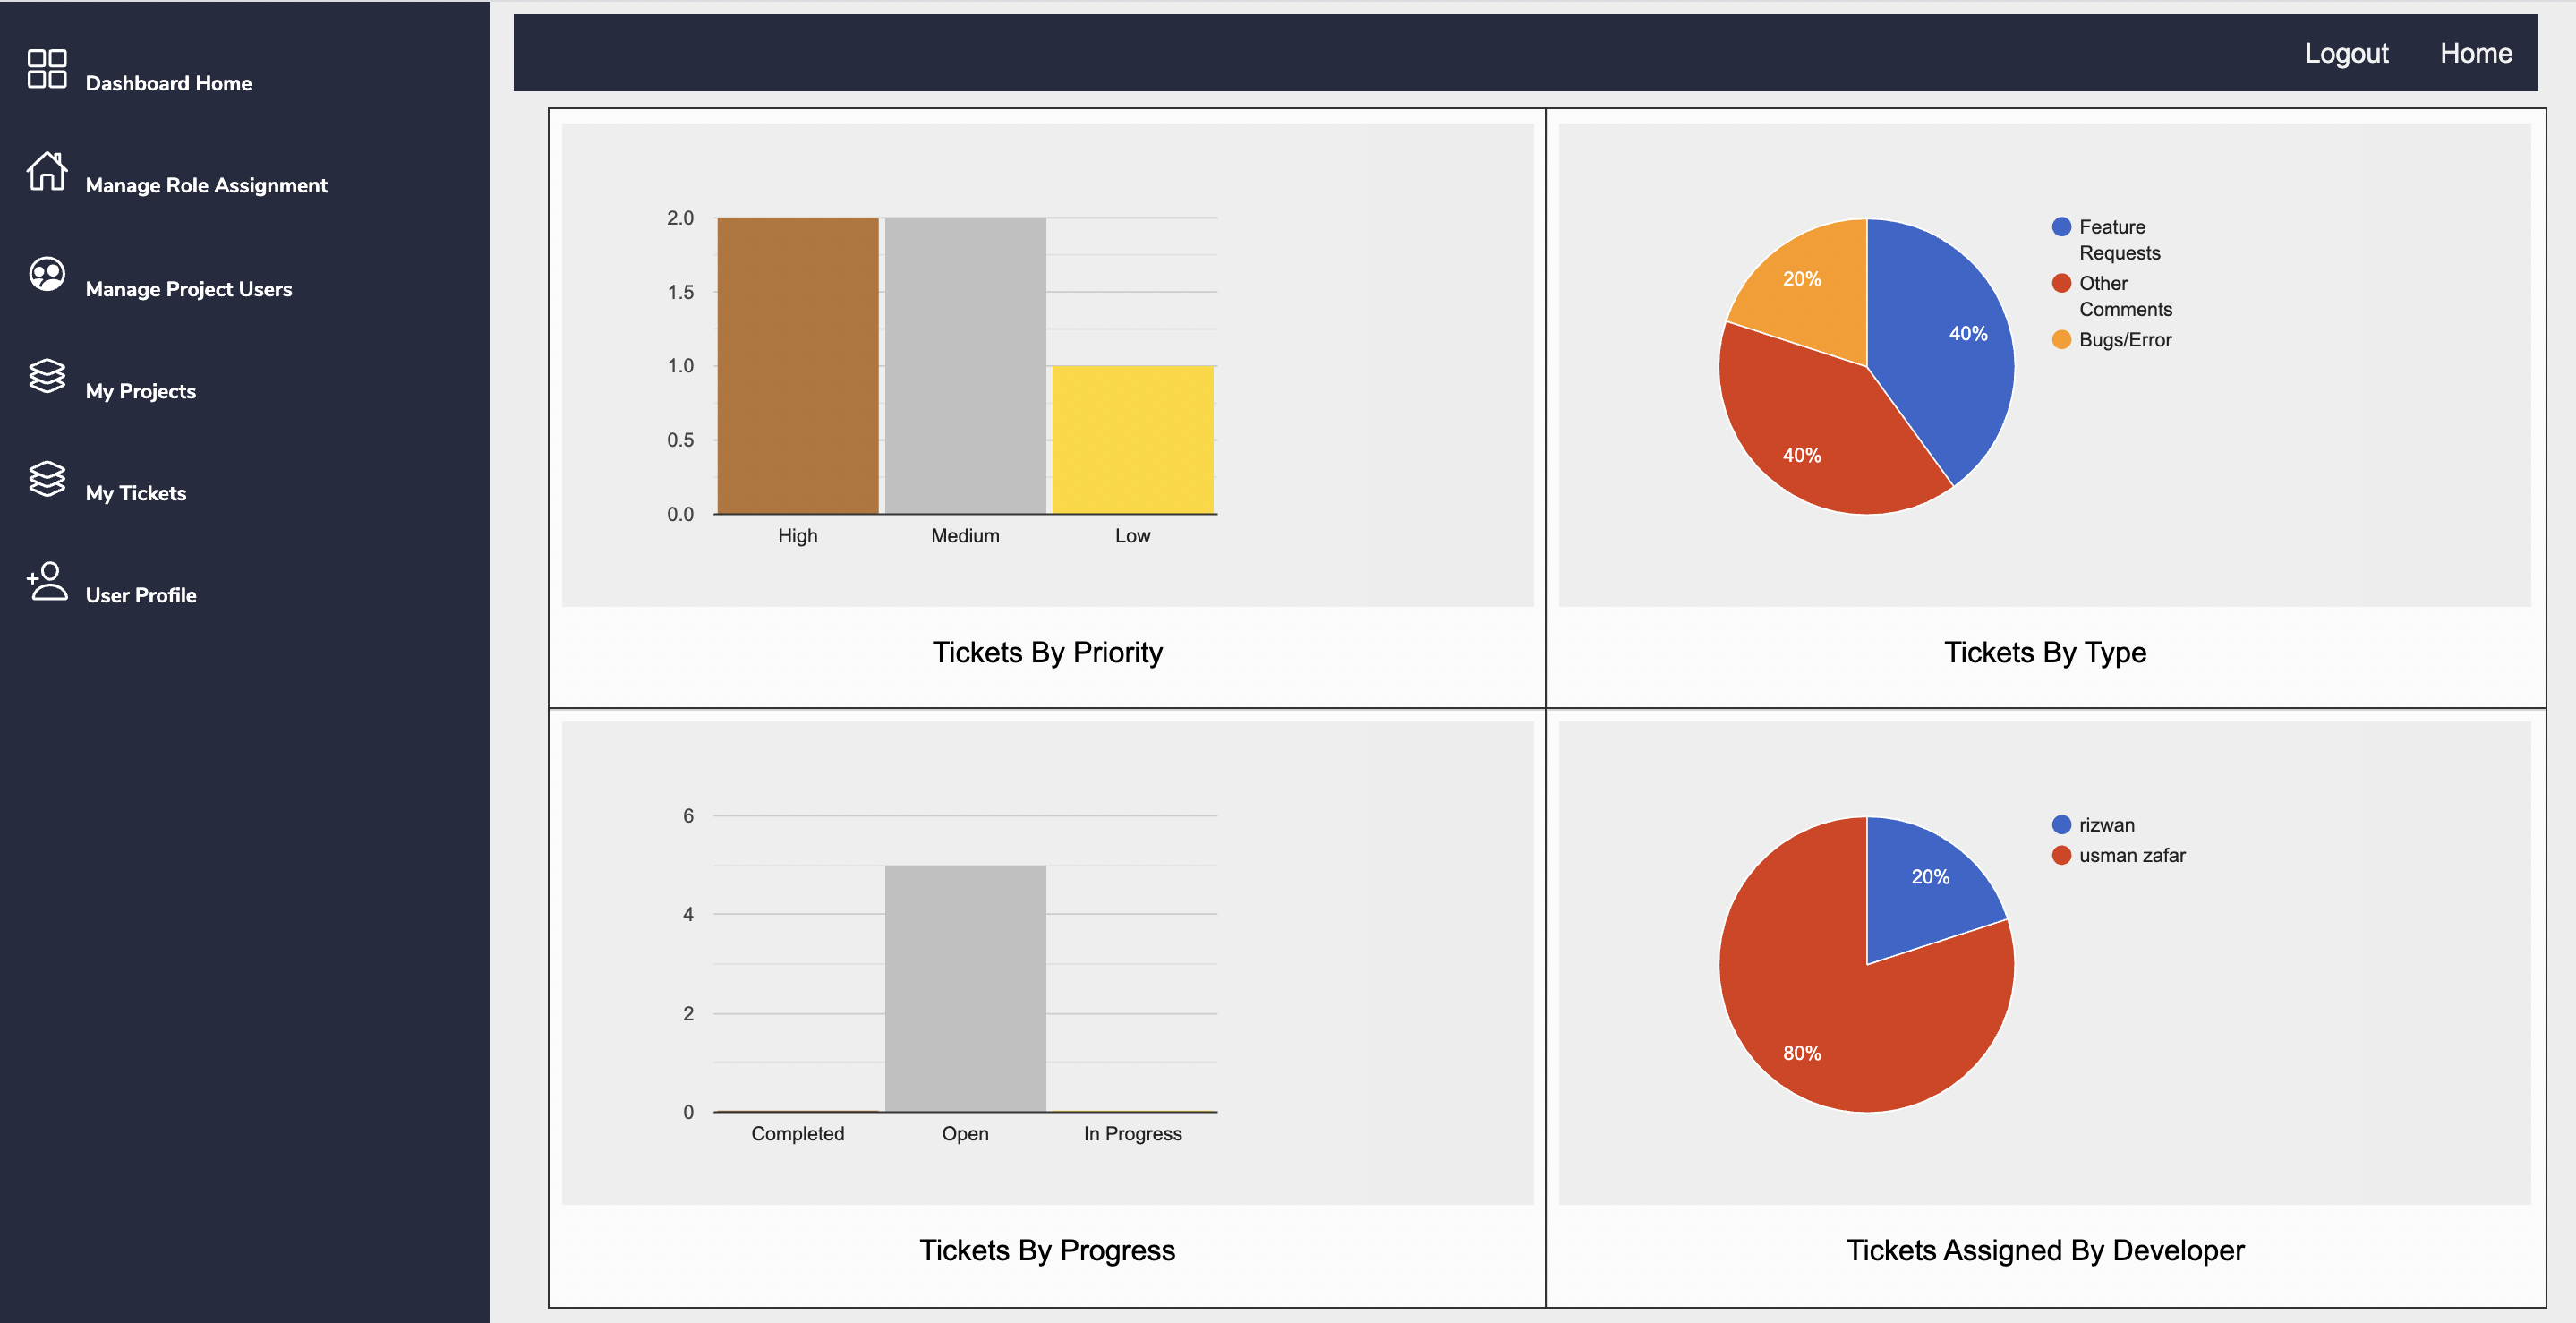 Dashboard Home
Manage Role Assignment
Manage Project Users
My Projects
My Tickets
User Profile
Logout Home
2.0
1.5
1.0
0.5
0.0
High Medium Low
Tickets By Priority
20%
40%
40%
Feature
Requests
Other
Comments
Bugs/Error
Tickets By Type
6
4
2
0
Completed Open In Progress
Tickets By Progress
20%
80%
rizwan
usman zafar
Tickets Assigned By Developer